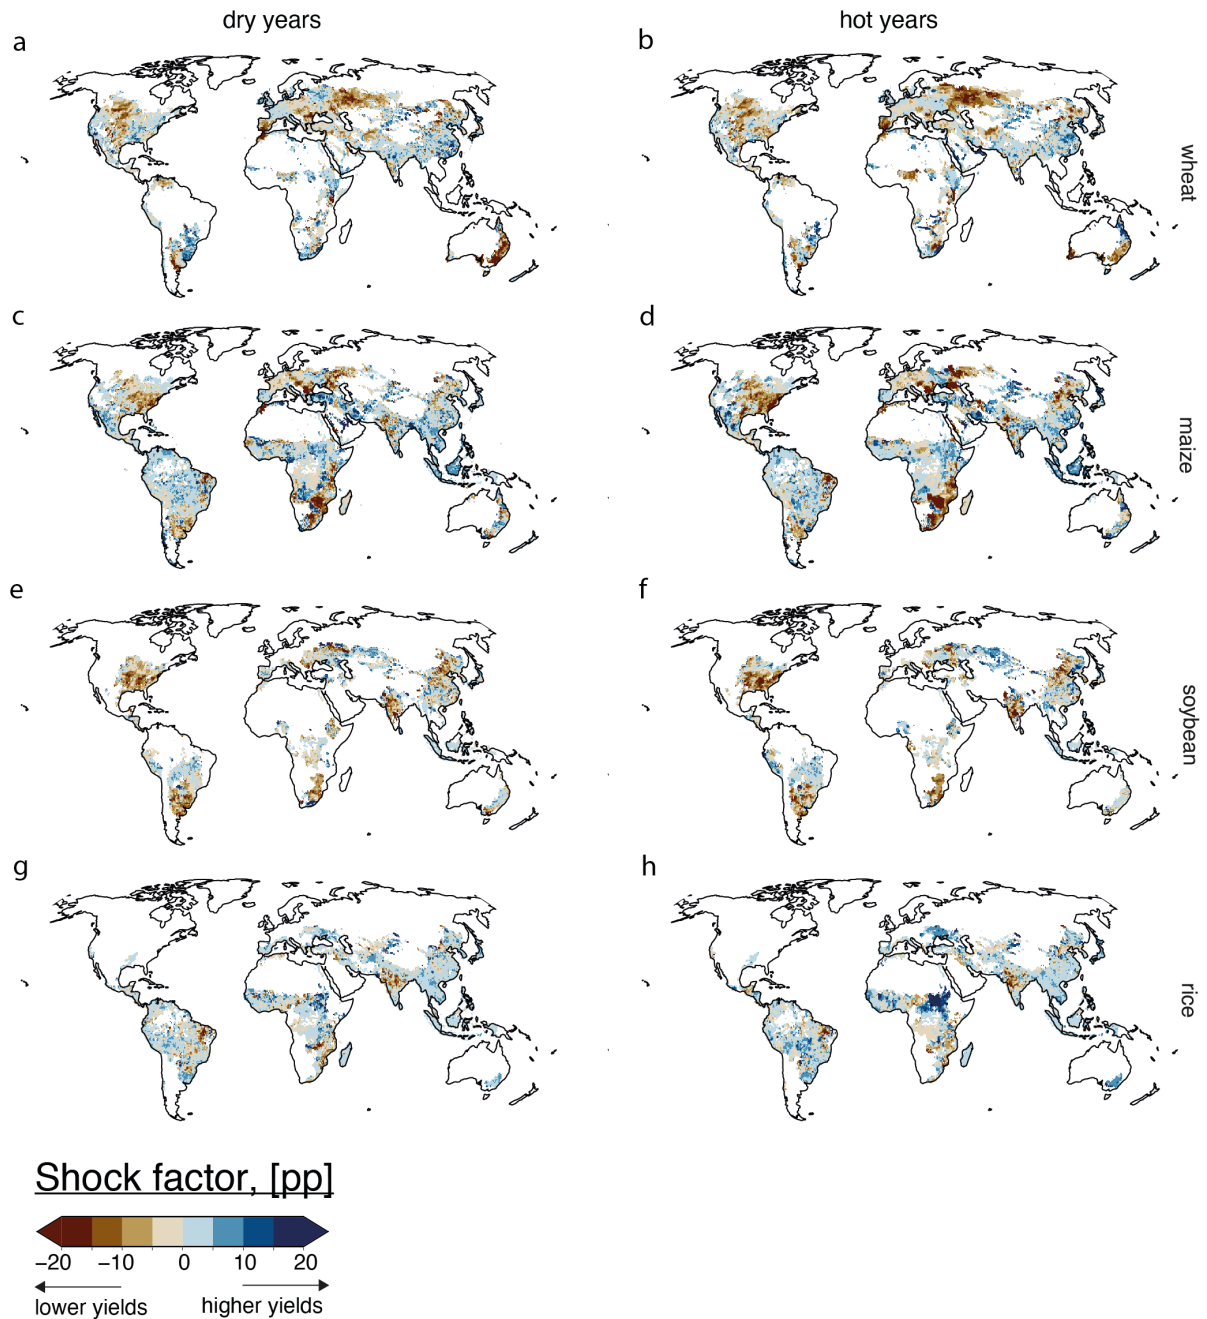 dry years
hot years
a
b
wheat
c
d
maize
e
f
soybean
g
h
rice
Shock factor, [pp]
−20 −10 0 10 20
lower yields
higher yields